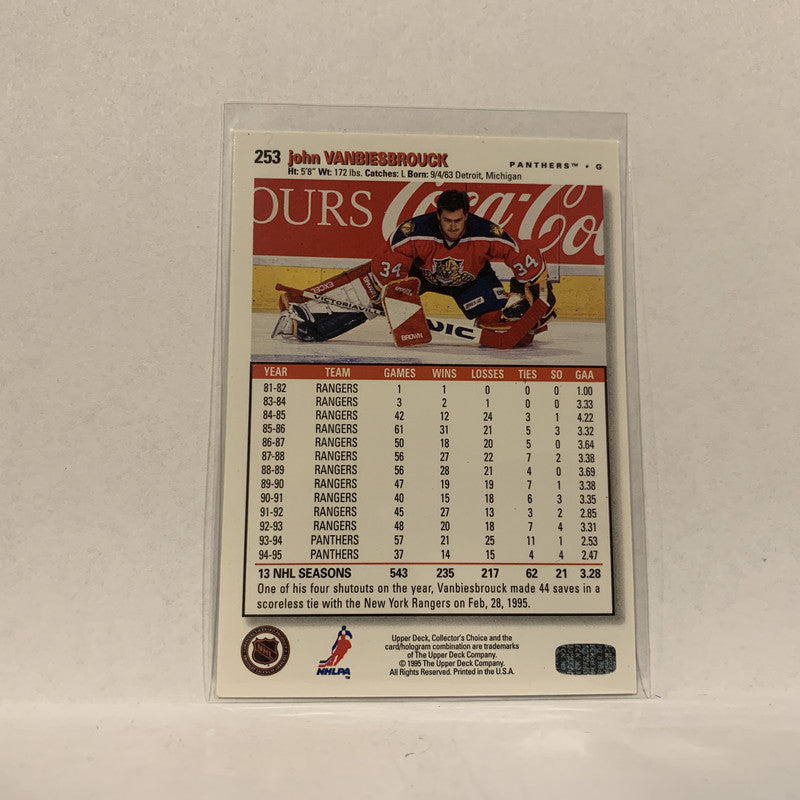 253 john VANBIESBROUCK PANTHERS™ • G
Ht: 5'8" Wt: 172 lbs. Catches: L Born: 9/4/63 Detroit, Michigan
OURS Coca-Co
34 34
VICTORIAVILLE
BROWN
VIC
YEAR TEAM GAMES WINS LOSSES TIES SO GAA
81-82 RANGERS 1 1 0 0 0 1.00
83-84 RANGERS 3 2 1 0 0 3.33
84-85 RANGERS 42 12 24 3 1 4.22
85-86 RANGERS 61 31 21 5 3 3.32
86-87 RANGERS 50 18 20 5 0 3.64
87-88 RANGERS 56 27 22 7 2 3.38
88-89 RANGERS 56 28 21 4 0 3.69
89-90 RANGERS 47 19 19 7 1 3.38
90-91 RANGERS 40 15 18 6 3 3.35
91-92 RANGERS 45 27 13 3 2 2.85
92-93 RANGERS 48 20 18 7 4 3.31
93-94 PANTHERS 57 21 25 11 1 2.53
94-95 PANTHERS 37 14 15 4 4 2.47
13 NHL SEASONS 543 235 217 62 21 3.28
One of his four shutouts on the year, Vanbiesbrouck made 44 saves in a
scoreless tie with the New York Rangers on Feb, 28, 1995.
NHL
NHLPA™
Upper Deck, Collector's Choice and the
card/hologram combination are trademarks
of The Upper Deck Company.
© 1995 The Upper Deck Company.
All Rights Reserved. Printed in the U.S.A.